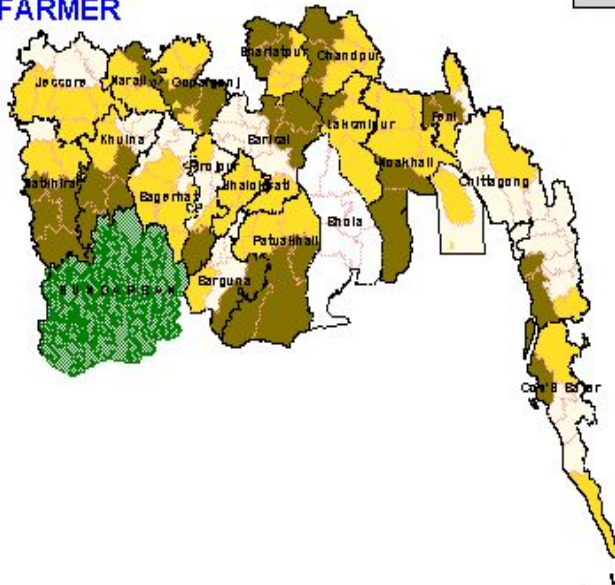 FARMER
Shariatpur
Chandpur
Jessore
Narail
Gopalganj
Lakcmipur
Feni
Khulna
Barisal
Noakhali
Satkhira
Pirojpur
Chittagong
Bagerhat
Jhalokati
Bhola
Patuakhali
Barguna
SUNDARBAN
Cox'S Bazar